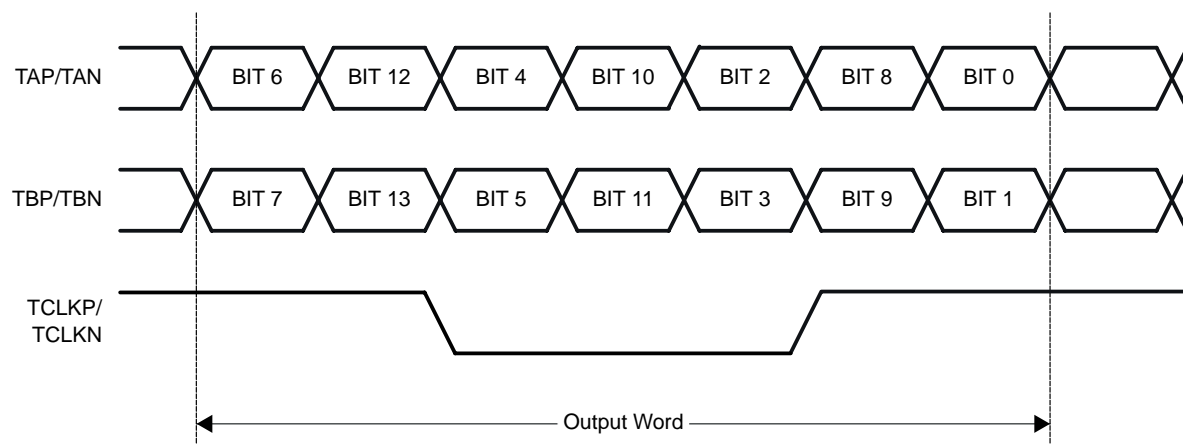 TAP/TAN BIT 6 BIT 12 BIT 4 BIT 10 BIT 2 BIT 8 BIT 0
TBP/TBN BIT 7 BIT 13 BIT 5 BIT 11 BIT 3 BIT 9 BIT 1
TCLKP/
TCLKN
Output Word